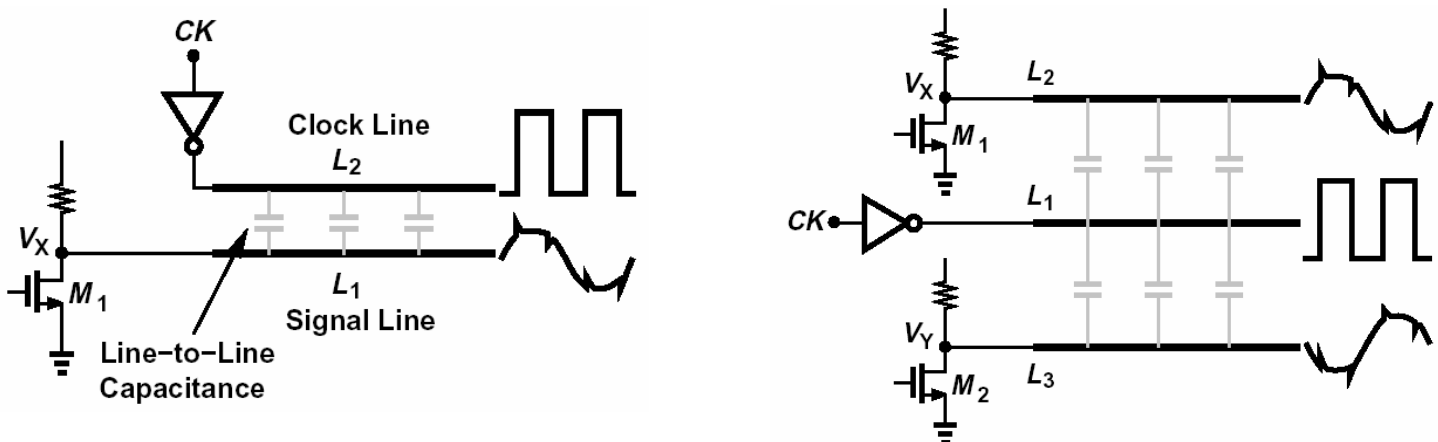 CK
Clock Line
L2
VX
M1
L1
Signal Line
Line-to-Line
Capacitance
VX
L2
M1
L1
CK
VY
M2
L3